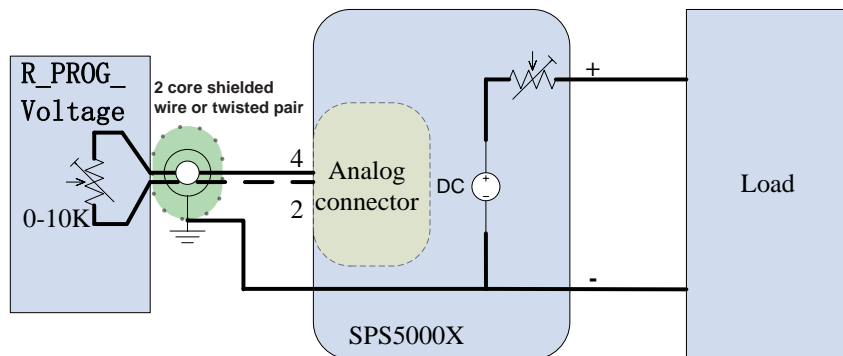 R_PROG_
Voltage
0-10K
2 core shielded
wire or twisted pair
4
2
Analog
connector
DC
+
-
+
-
SPS5000X
Load